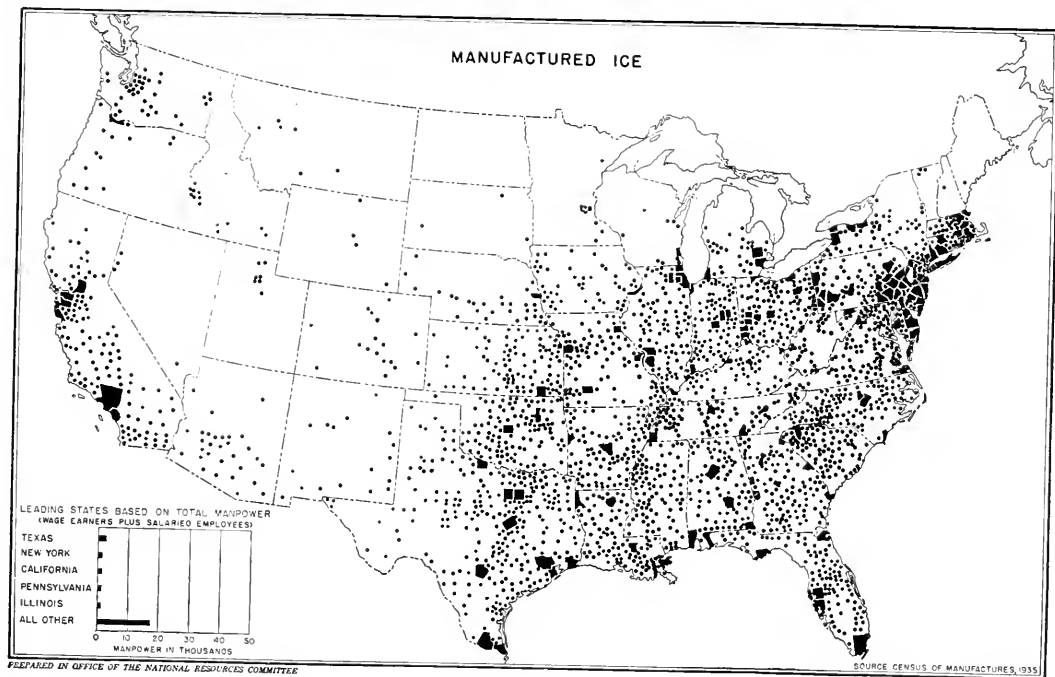 MANUFACTURED ICE
LEADING STATES BASED ON TOTAL MANPOWER
(WAGE EARNERS PLUS SALARIED EMPLOYEES)
TEXAS
NEW YORK
CALIFORNIA
PENNSYLVANIA
ILLINOIS
ALL OTHER
0 10 20 30 40 50
MANPOWER IN THOUSANDS
PREPARED IN OFFICE OF THE NATIONAL RESOURCES COMMITTEE
SOURCE CENSUS OF MANUFACTURES, 1935